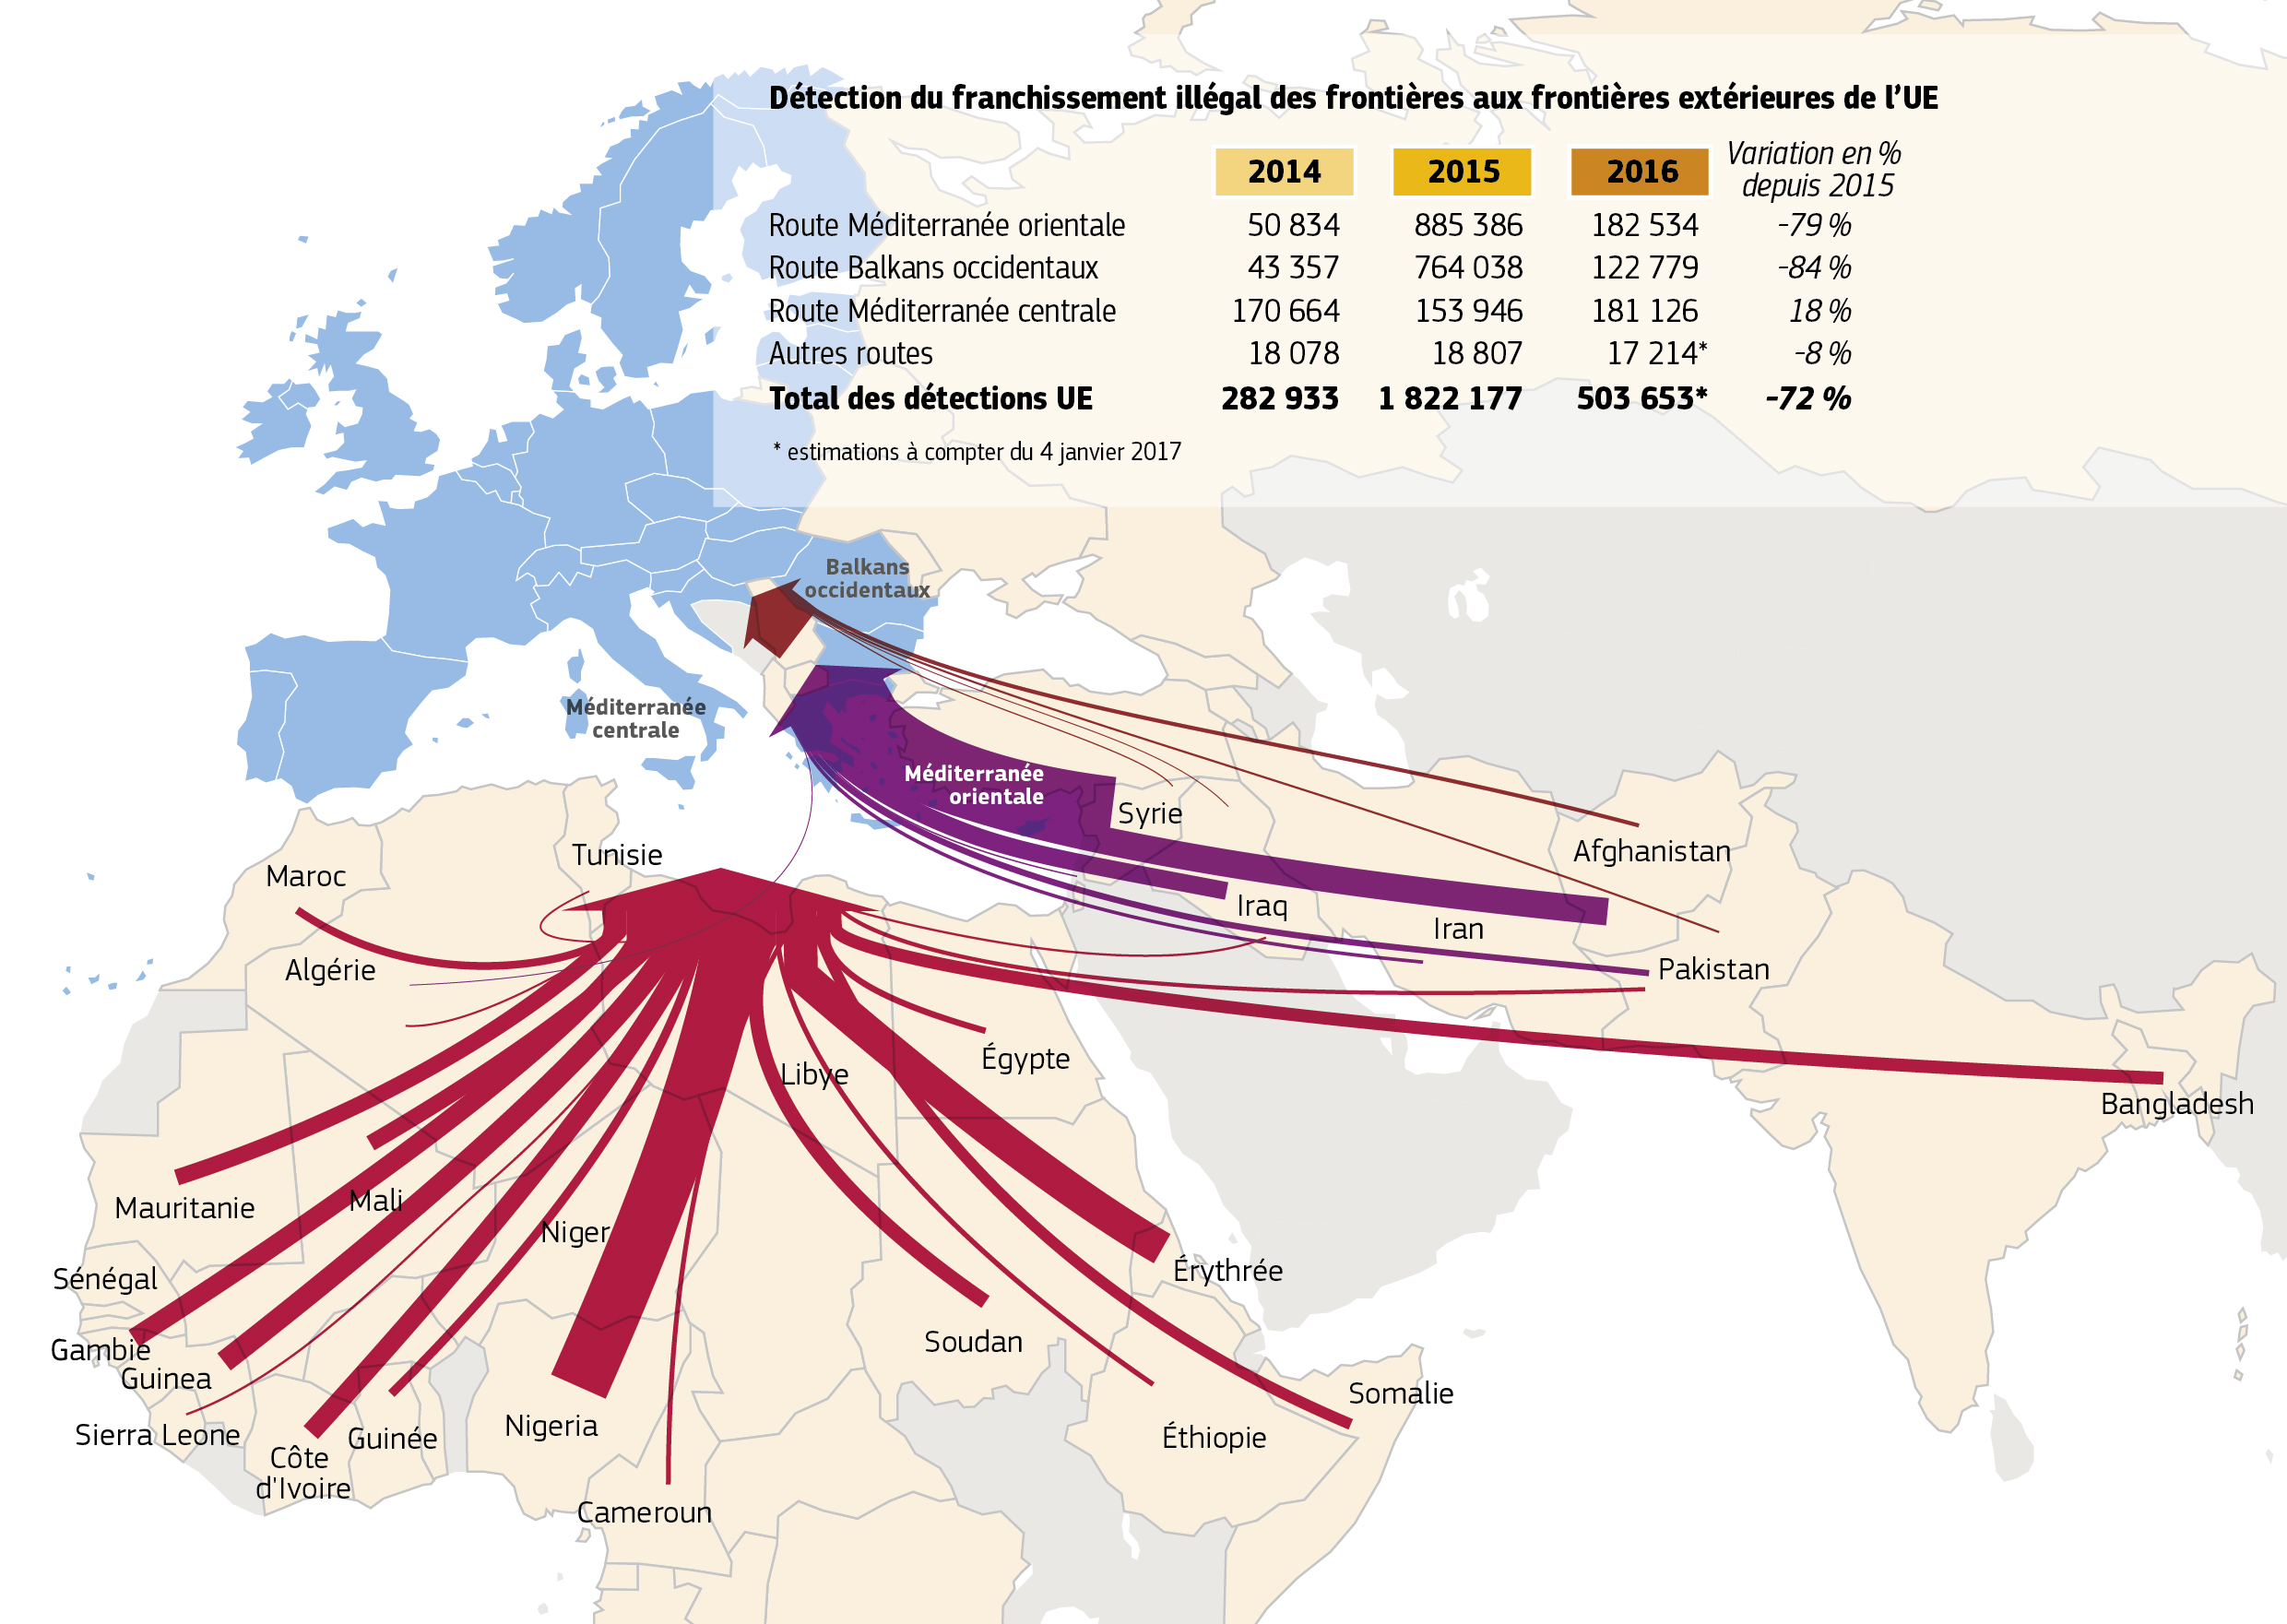 Détection du franchissement illégal des frontières aux frontières extérieures de l’UE
2014 2015 2016 Variation en % depuis 2015
Route Méditerranée orientale 50 834 885 386 182 534 -79 %
Route Balkans occidentaux 43 357 764 038 122 779 -84 %
Route Méditerranée centrale 170 664 153 946 181 126 18 %
Autres routes 18 078 18 807 17 214* -8 %
Total des détections UE 282 933 1 822 177 503 653* -72 %
* estimations à compter du 4 janvier 2017
Balkans
occidentaux
Méditerranée
centrale
Méditerranée
orientale
Syrie
Afghanistan
Tunisie
Maroc
Iraq
Iran
Algérie
Pakistan
Égypte
Libye
Bangladesh
Mauritanie
Mali
Niger
Sénégal
Érythrée
Gambie
Soudan
Guinea
Somalie
Sierra Leone
Guinée
Nigeria
Éthiopie
Côte
d'Ivoire
Cameroun